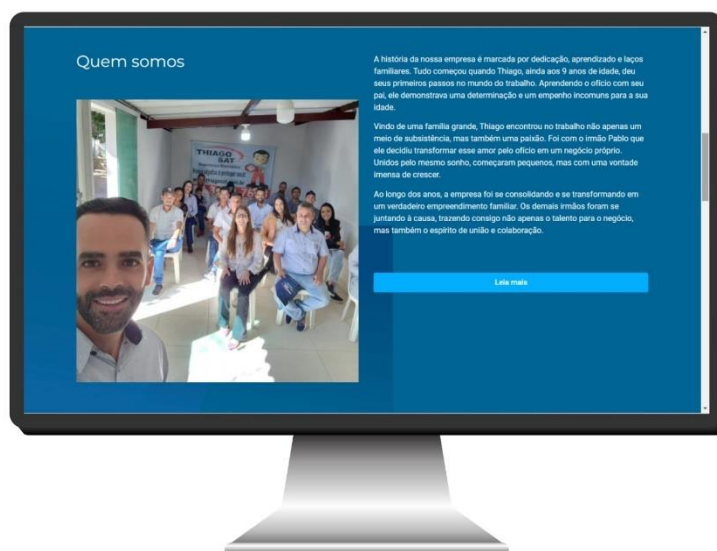 Quem somos
A história da nossa empresa é marcada por dedicação, aprendizado e laços
familiares. Tudo começou quando Thiago, ainda aos 9 anos de idade, deu
seus primeiros passos no mundo do trabalho. Aprendendo o ofício com seu
pai, ele demonstrava uma determinação e um empenho incomuns para a sua
idade.
Vindo de uma família grande, Thiago encontrou no trabalho não apenas um
meio de subsistência, mas também uma paixão. Foi com o irmão Pablo que
ele decidiu transformar esse amor pelo ofício em um negócio próprio.
Unidos pelo mesmo sonho, começaram pequenos, mas com uma vontade
imensa de crescer.
Ao longo dos anos, a empresa foi se consolidando e se transformando em
um verdadeiro empreendimento familiar. Os demais irmãos foram se
juntando à causa, trazendo consigo não apenas o talento para o negócio,
mas também o espírito de união e colaboração.
Leia mais
THIAGO
SAT